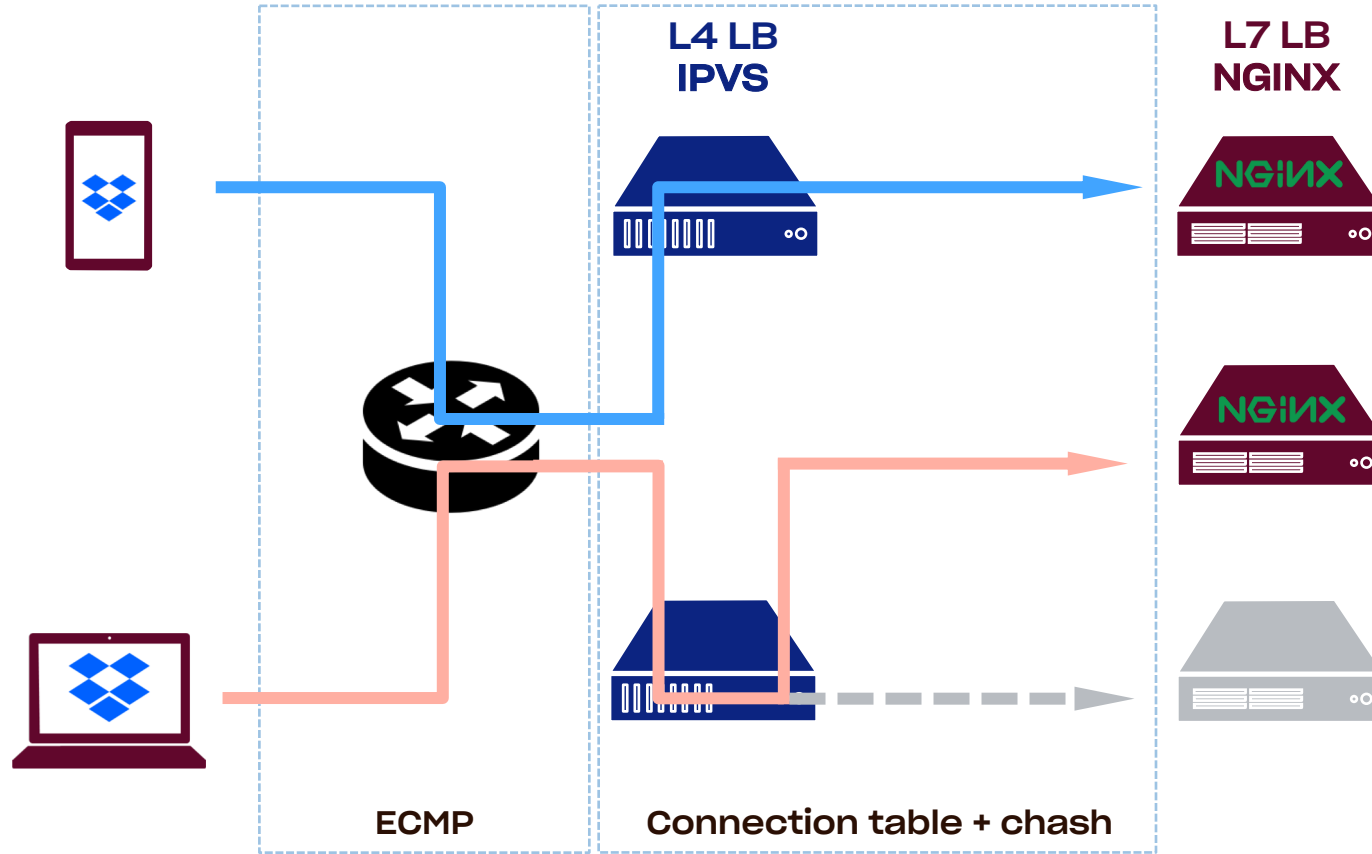 L4 LB
IPVS
L7 LB
NGINX
NGiNX
NGiNX
ECMP
Connection table + chash